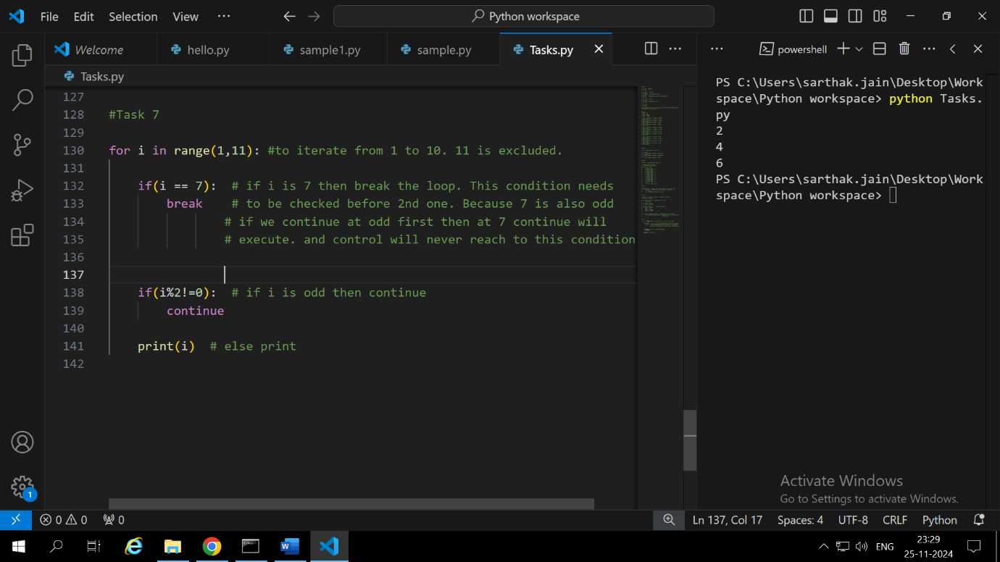 File Edit Selection View ··· Python workspace
Welcome hello.py sample1.py sample.py Tasks.py
Tasks.py
127
128 #Task 7
129
130 for i in range(1,11): #to iterate from 1 to 10. 11 is excluded.
131
132 if(i == 7): # if i is 7 then break the loop. This condition needs
133 break # to be checked before 2nd one. Because 7 is also odd
134 # if we continue at odd first then at 7 continue will
135 # execute. and control will never reach to this condition
136
137
138 if(i%2!=0): # if i is odd then continue
139 continue
140
141 print(i) # else print
142
powershell
PS C:\Users\sarthak.jain\Desktop\Work
space\Python workspace> python Tasks.
py
2
4
6
PS C:\Users\sarthak.jain\Desktop\Work
space\Python workspace>
Activate Windows
Go to Settings to activate Windows.
1
0 0 0 Ln 137, Col 17 Spaces: 4 UTF-8 CRLF Python
ENG 23:29
25-11-2024